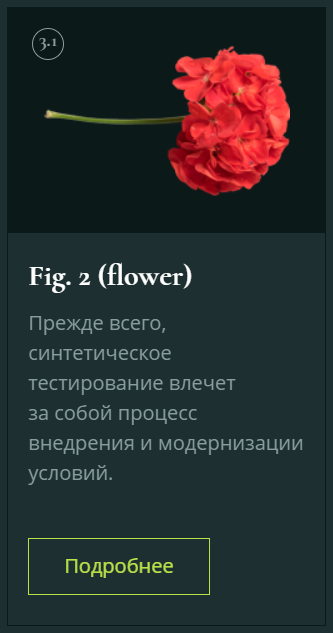 3.1
Fig. 2 (flower)
Прежде всего,
синтетическое
тестирование влечет
за собой процесс
внедрения и модернизации
условий.
Подробнее